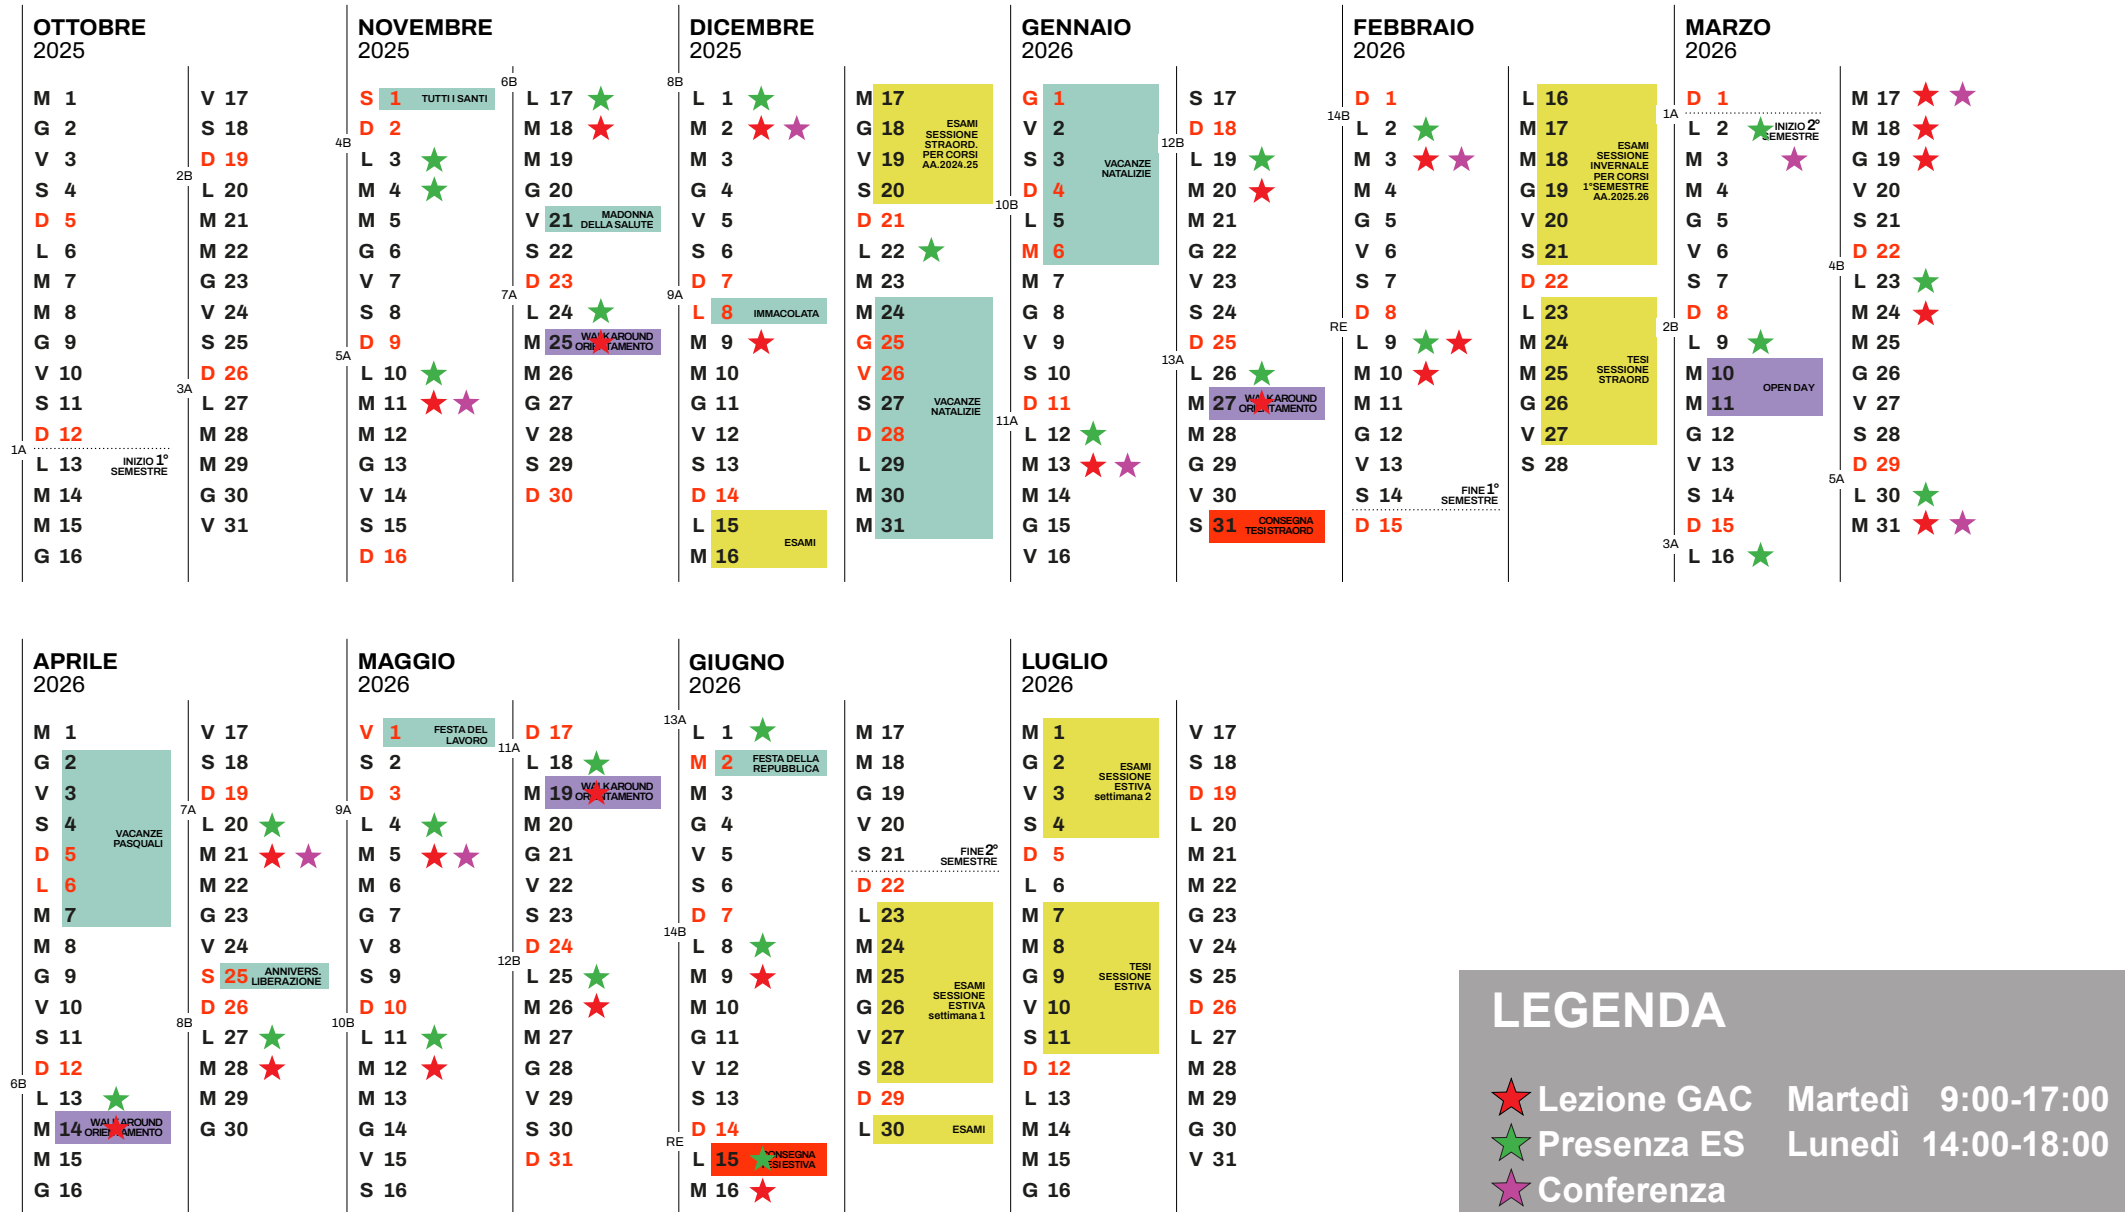 OTTOBRE
2025
M 1
G 2
V 3
S 4
D 5
L 6
M 7
M 8
G 9
V 10
S 11
D 12
1A
L 13 INIZIO 1°
SEMESTRE
M 14
M 15
G 16
V 17
S 18
D 19
2B
L 20
M 21
M 22
G 23
V 24
S 25
D 26
3A
L 27
M 28
M 29
G 30
V 31
NOVEMBRE
2025
S 1 TUTTI I SANTI
D 2
4B
L 3
M 4
M 5
G 6
V 7
S 8
D 9
5A
L 10
M 11
M 12
G 13
V 14
S 15
D 16
6B
L 17
M 18
M 19
G 20
V 21 MADONNA
DELLA SALUTE
S 22
D 23
7A
L 24
M 25 WALKAROUND
ORIENTAMENTO
M 26
G 27
V 28
S 29
D 30
DICEMBRE
2025
8B
L 1
M 2
M 3
G 4
V 5
S 6
D 7
9A
L 8 IMMACOLATA
M 9
M 10
G 11
V 12
S 13
D 14
L 15
ESAMI
M 16
M 17
G 18
V 19
S 20
ESAMI
SESSIONE
STRAORD.
PER CORSI
AA.2024.25
D 21
L 22
M 23
M 24
G 25
V 26
S 27
VACANZE
NATALIZIE
D 28
L 29
M 30
M 31
GENNAIO
2026
G 1
V 2
S 3
VACANZE
NATALIZIE
D 4
10B
L 5
M 6
M 7
G 8
V 9
S 10
D 11
11A
L 12
M 13
M 14
G 15
V 16
S 17
D 18
12B
L 19
M 20
M 21
G 22
V 23
S 24
D 25
13A
L 26
M 27 WALKAROUND
ORIENTAMENTO
M 28
G 29
V 30
S 31 CONSEGNA
TESI STRAORD
FEBBRAIO
2026
D 1
14B
L 2
M 3
M 4
G 5
V 6
S 7
D 8
RE
L 9
M 10
M 11
G 12
V 13
S 14 FINE 1°
SEMESTRE
D 15
L 16
M 17
M 18
G 19
V 20
S 21
ESAMI
SESSIONE
INVERNALE
PER CORSI
1°SEMESTRE
AA.2025.26
D 22
L 23
M 24
M 25
G 26
V 27
TESI
SESSIONE
STRAORD
S 28
MARZO
2026
D 1
1A
L 2 INIZIO 2°
SEMESTRE
M 3
M 4
G 5
V 6
S 7
D 8
2B
L 9
M 10
OPEN DAY
M 11
G 12
V 13
S 14
D 15
3A
L 16
M 17
M 18
G 19
V 20
S 21
D 22
4B
L 23
M 24
M 25
G 26
V 27
S 28
D 29
5A
L 30
M 31
APRILE
2026
M 1
G 2
V 3
S 4
VACANZE
PASQUALI
D 5
L 6
M 7
M 8
G 9
V 10
S 11
D 12
6B
L 13
M 14 WALKAROUND
ORIENTAMENTO
M 15
G 16
V 17
S 18
D 19
7A
L 20
M 21
M 22
G 23
V 24
S 25 ANNIVERS.
LIBERAZIONE
D 26
8B
L 27
M 28
M 29
G 30
MAGGIO
2026
V 1 FESTA DEL
LAVORO
S 2
D 3
9A
L 4
M 5
M 6
G 7
V 8
S 9
D 10
10B
L 11
M 12
M 13
G 14
V 15
S 16
D 17
11A
L 18
M 19 WALKAROUND
ORIENTAMENTO
M 20
G 21
V 22
S 23
D 24
12B
L 25
M 26
M 27
G 28
V 29
S 30
D 31
GIUGNO
2026
13A
L 1
M 2 FESTA DELLA
REPUBBLICA
M 3
G 4
V 5
S 6
D 7
14B
L 8
M 9
M 10
G 11
V 12
S 13
D 14
RE
L 15 CONSEGNA
TESI ESTIVA
M 16
M 17
M 18
G 19
V 20
S 21 FINE 2°
SEMESTRE
D 22
L 23
M 24
M 25
G 26
V 27
S 28
ESAMI
SESSIONE
ESTIVA
settimana 1
D 29
L 30 ESAMI
LUGLIO
2026
M 1
G 2
V 3
S 4
ESAMI
SESSIONE
ESTIVA
settimana 2
D 5
L 6
M 7
M 8
G 9
V 10
S 11
TESI
SESSIONE
ESTIVA
D 12
L 13
M 14
M 15
G 16
V 17
S 18
D 19
L 20
M 21
M 22
G 23
V 24
S 25
D 26
L 27
M 28
M 29
G 30
V 31
LEGENDA
Lezione GAC Martedì 9:00-17:00
Presenza ES Lunedì 14:00-18:00
Conferenza